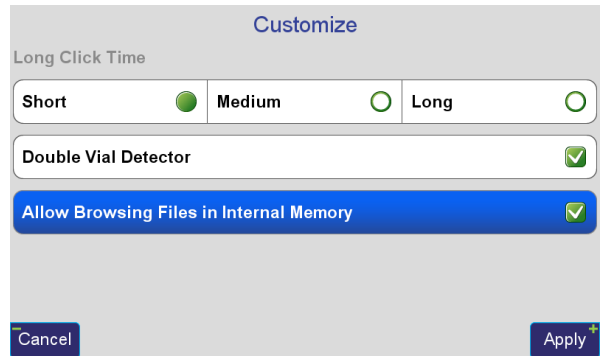 Customize
Long Click Time
Short Medium Long
Double Vial Detector
Allow Browsing Files in Internal Memory
Cancel Apply